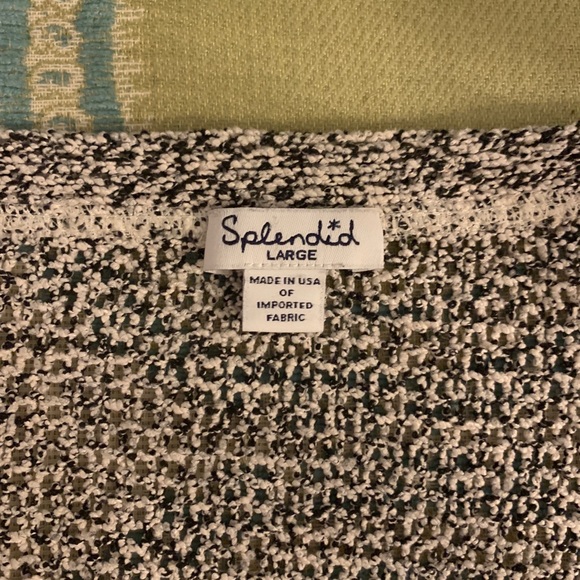 Splendid
LARGE
MADE IN USA
OF
IMPORTED
FABRIC